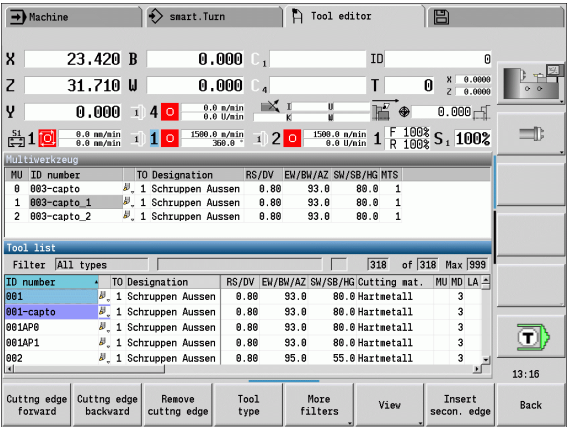 Machine smart.Turn Tool editor
X 23.420 B 0.000 C 1 ID 0
Z 31.710 W 0.000 C 4 T 0 X 0.0000
Z 0.0000
Y 0.000 1) 4 0.0 m/min I U 0.000
0.0 U/min K W
S1 1 0.0 mm/min 1) 1 1500.0 m/min 1) 2 1500.0 m/min 1 F 100% S1 100%
0.0 mm/min 360.0 ° 0.0 U/min R 100%
Multiwerkzeug
MU ID number TO Designation RS/DV EW/BW/AZ SW/SB/HG MTS
0 003-capto 1 Schruppen Aussen 0.80 93.0 80.0 1
1 003-capto_1 1 Schruppen Aussen 0.80 93.0 80.0 1
2 003-capto_2 1 Schruppen Aussen 0.80 93.0 80.0 1
Tool list
Filter All types 318 of 318 Max 999
ID number TO Designation RS/DV EW/BW/AZ SW/SB/HG Cutting mat. MU MD LA
001 1 Schruppen Aussen 0.80 93.0 80.0 Hartmetall 3
001-capto 1 Schruppen Aussen 0.80 93.0 80.0 Hartmetall 3
001AP0 1 Schruppen Aussen 0.80 93.0 80.0 Hartmetall 3
001AP1 1 Schruppen Aussen 0.80 93.0 80.0 Hartmetall 3
002 1 Schruppen Aussen 0.80 95.0 55.0 Hartmetall 3
T
13:16
Cuttng edge forward
Cuttng edge backward
Remove cuttng edge
Tool type
More filters
View
Insert secon. edge
Back